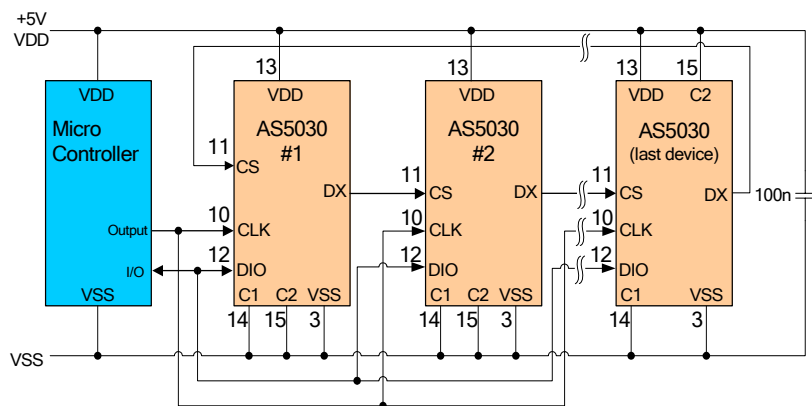 +5V
VDD
13
13
13
15
VDD
Micro
Controller
Output
I/O
VSS
VDD
AS5030
#1
11
CS
DX
10
CLK
12
DIO
C1
C2
VSS
14
15
3
VDD
AS5030
#2
11
CS
DX
10
CLK
12
DIO
C1
C2
VSS
14
15
3
VDD
C2
AS5030
(last device)
11
CS
DX
10
CLK
12
DIO
C1
VSS
14
3
100n
VSS